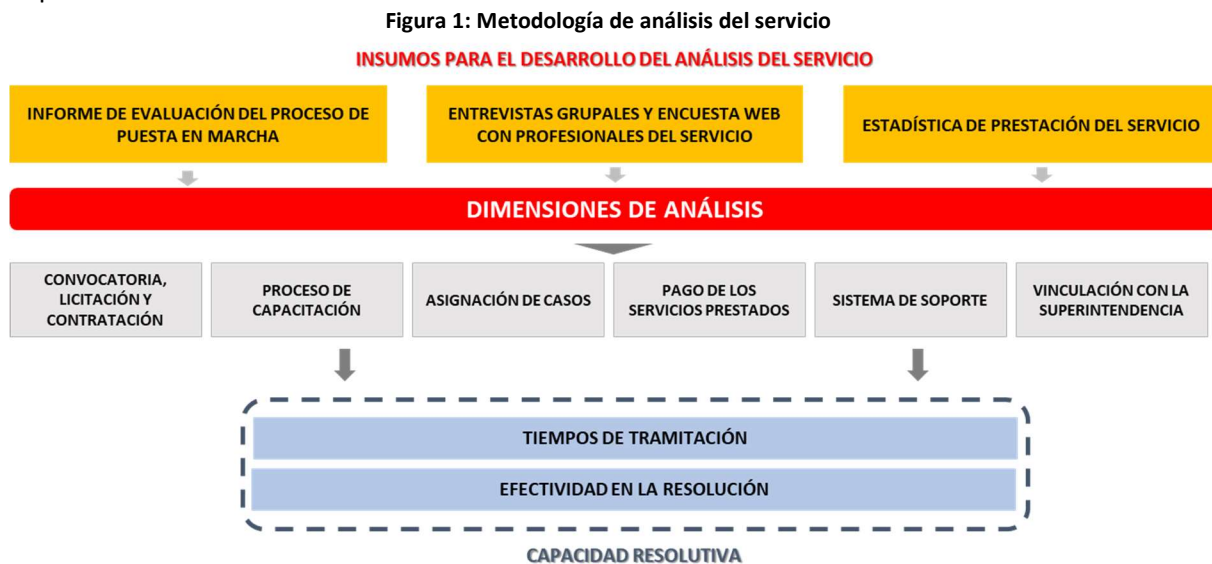 Figura 1: Metodología de análisis del servicio
INSUMOS PARA EL DESARROLLO DEL ANÁLISIS DEL SERVICIO
INFORME DE EVALUACIÓN DEL PROCESO DE
PUESTA EN MARCHA
ENTREVISTAS GRUPALES Y ENCUESTA WEB
CON PROFESIONALES DEL SERVICIO
ESTADÍSTICA DE PRESTACIÓN DEL SERVICIO
DIMENSIONES DE ANÁLISIS
CONVOCATORIA,
LICITACIÓN Y
CONTRATACIÓN
PROCESO DE
CAPACITACIÓN
ASIGNACIÓN DE CASOS
PAGO DE LOS
SERVICIOS PRESTADOS
SISTEMA DE SOPORTE
VINCULACIÓN CON LA
SUPERINTENDENCIA
TIEMPOS DE TRAMITACIÓN
EFECTIVIDAD EN LA RESOLUCIÓN
CAPACIDAD RESOLUTIVA